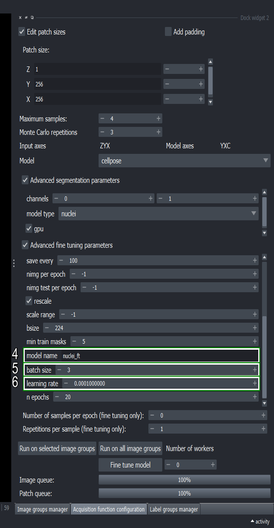 Dock widget 2
Edit patch sizes Add padding
Patch size:
Z 1
Y 256
X 256
Maximum samples: 4
Monte Carlo repetitions 3
Input axes ZYX Model axes YXC
Model cellpose
Advanced segmentation parameters
channels 0 1
model type nuclei
gpu
Advanced fine tuning parameters
save every 100
nimg per epoch -1
nimg test per epoch -1
rescale
scale range -1
bsize 224
min train masks 5
4 model name nuclei_ft
5 batch size 3
6 learning rate 0.0001000000
n epochs 20
Number of samples per epoch (fine tuning only): 0
Repetitions per sample (fine tuning only): 1
Run on selected image groups Run on all image groups Number of workers
Fine tune model 0
Image queue: 100%
Patch queue: 100%
59 Image groups manager Acquisition function configuration Label groups manager
activity